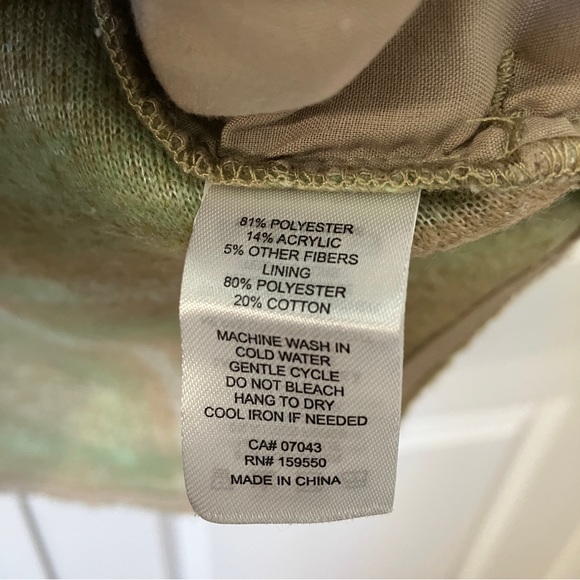 81% POLYESTER
14% ACRYLIC
5% OTHER FIBERS
LINING
80% POLYESTER
20% COTTON
MACHINE WASH IN
COLD WATER
GENTLE CYCLE
DO NOT BLEACH
HANG TO DRY
COOL IRON IF NEEDED
CA# 07043
RN# 159550
MADE IN CHINA